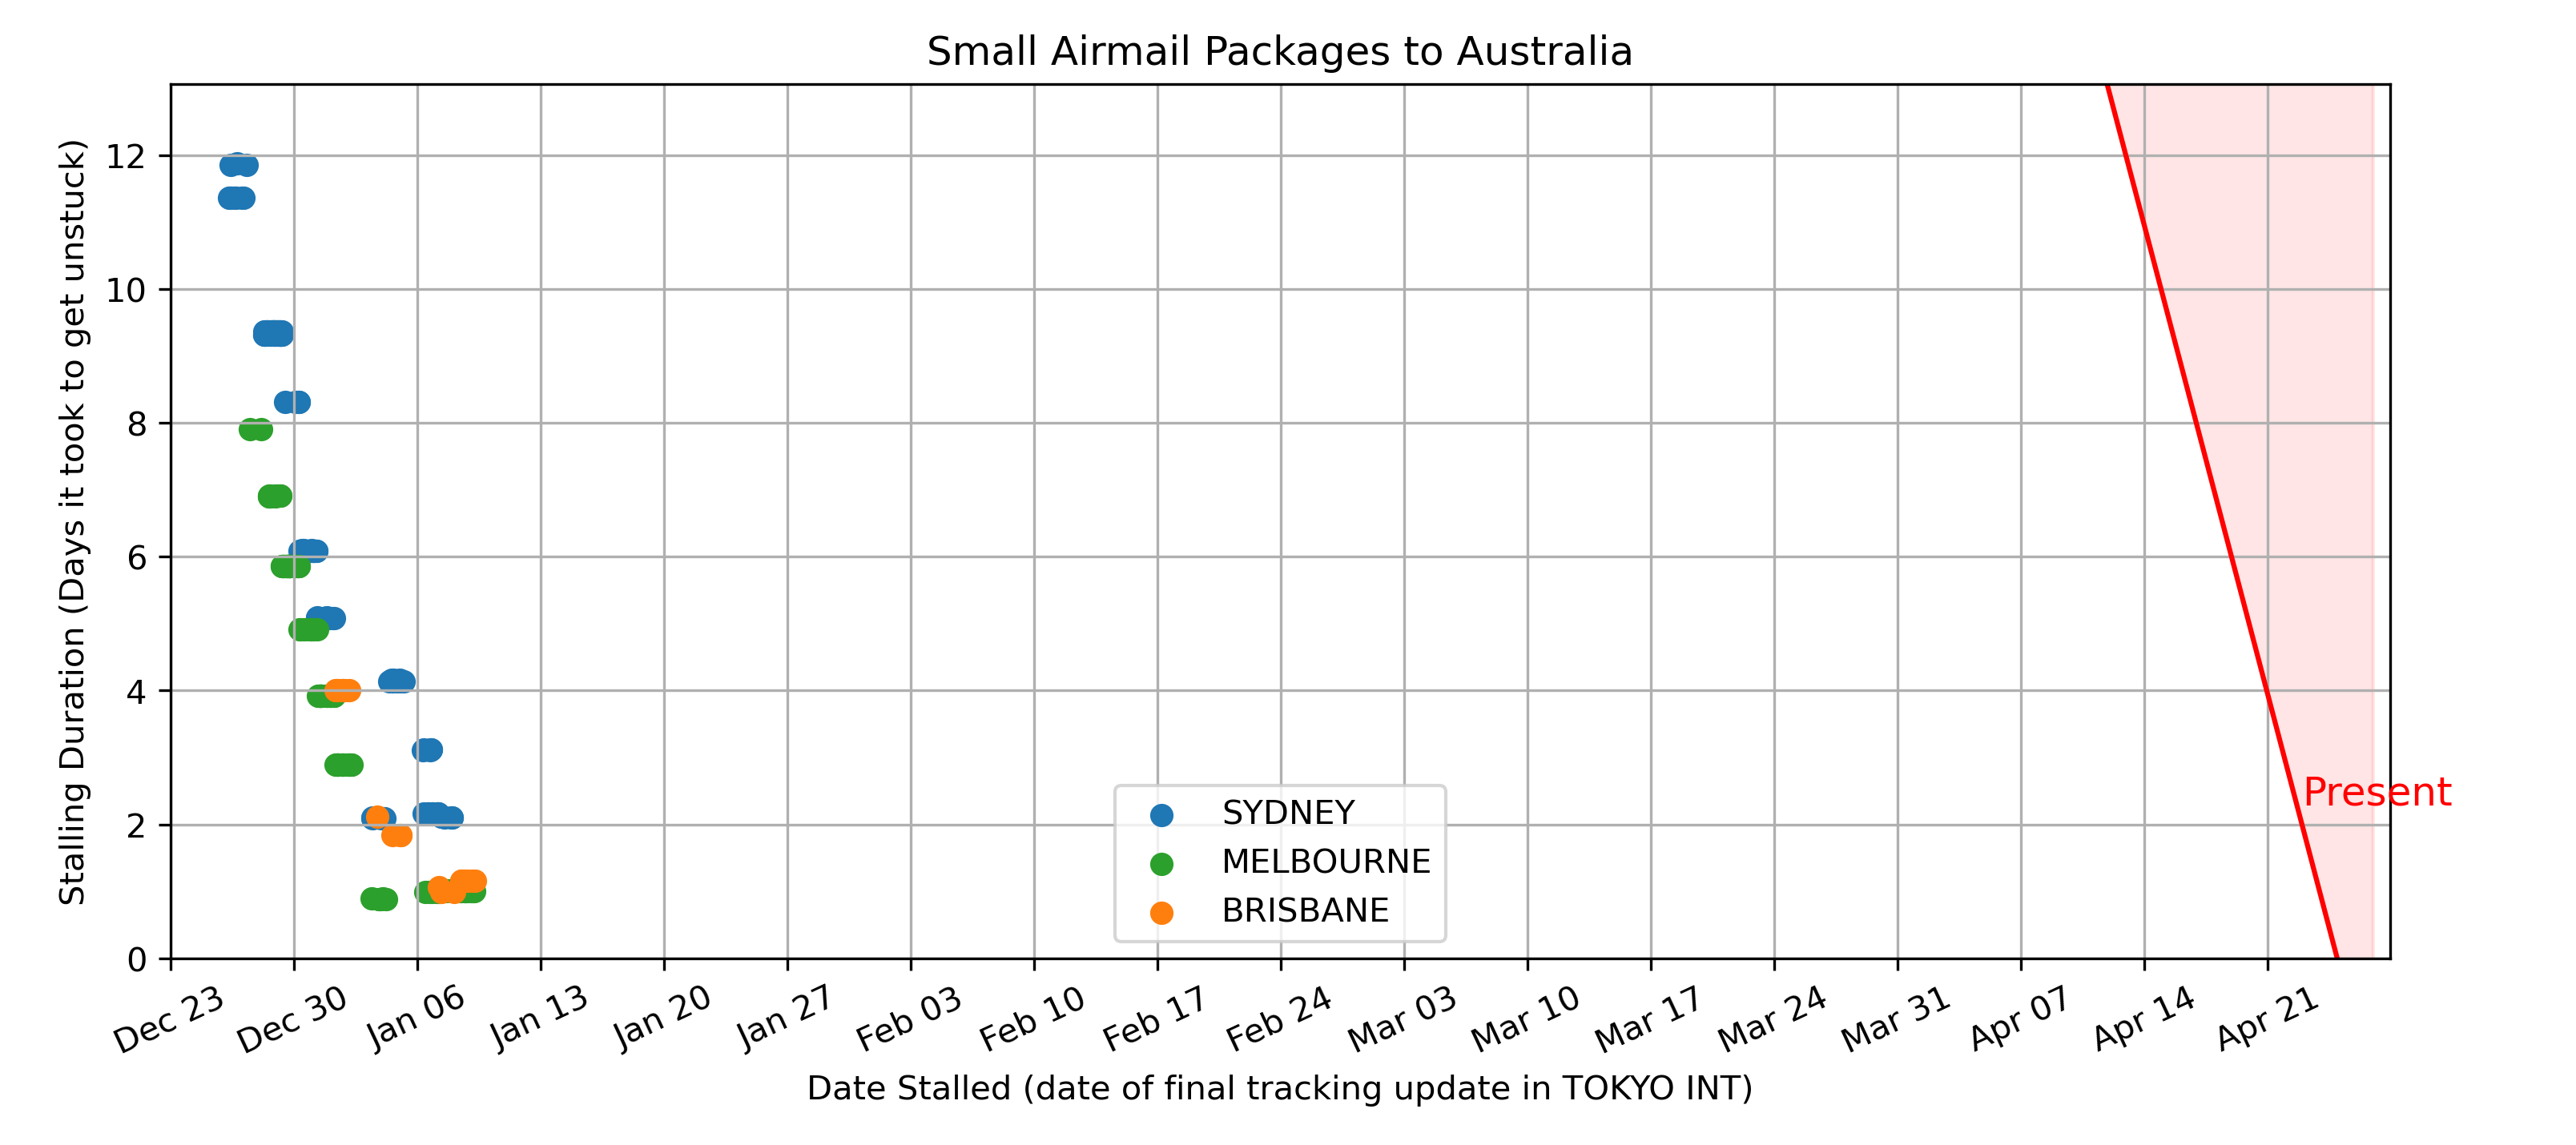 Small Airmail Packages to Australia
Stalling Duration (Days it took to get unstuck)
12
10
8
6
4
2
0
Present
SYDNEY
MELBOURNE
BRISBANE
Dec 23
Dec 30
Jan 06
Jan 13
Jan 20
Jan 27
Feb 03
Feb 10
Feb 17
Feb 24
Mar 03
Mar 10
Mar 17
Mar 24
Mar 31
Apr 07
Apr 14
Apr 21
Date Stalled (date of final tracking update in TOKYO INT)